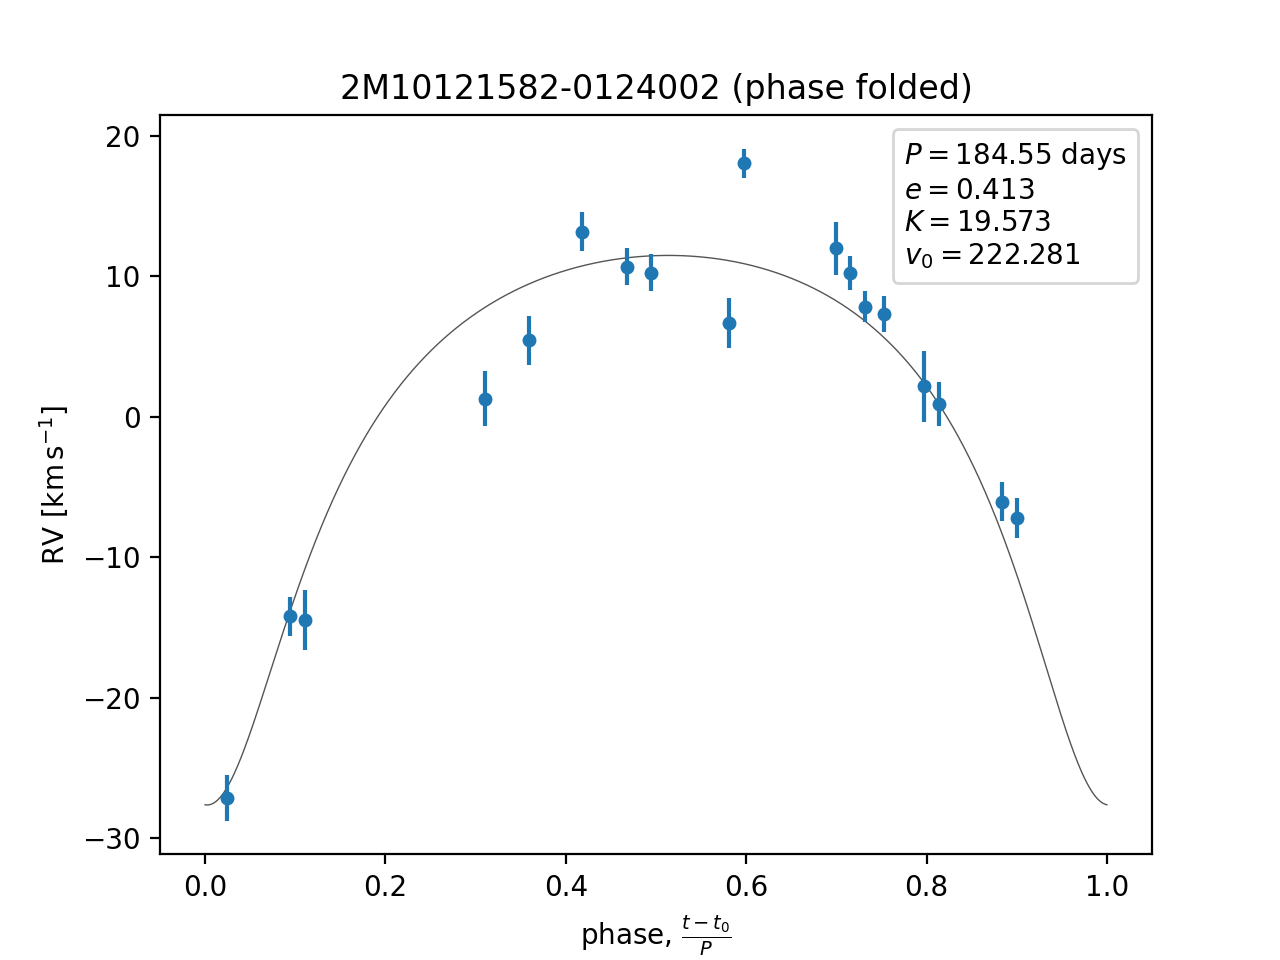 2M10121582-0124002 (phase folded)
P = 184.55 days
e = 0.413
K = 19.573
v₀ = 222.281
RV [km s⁻¹]
20
10
0
−10
−20
−30
0.0 0.2 0.4 0.6 0.8 1.0
phase, (t − t₀)/P